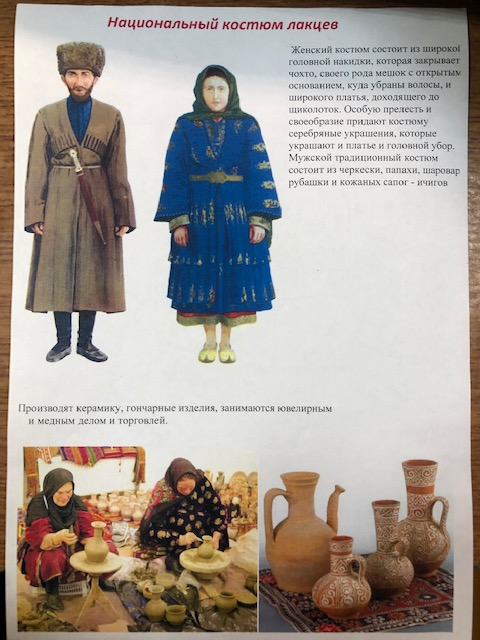 Национальный костюм лакцев
Женский костюм состоит из широкой
головной накидки, которая закрывает
чохто, своего рода мешок с открытым
основанием, куда убраны волосы, и
широкого платья, доходящего до
щиколоток. Особую прелесть и
своеобразие придают костюму
серебряные украшения, которые
украшают и платье и головной убор.
Мужской традиционный костюм
состоит из черкески, папахи, шаровар
рубашки и кожаных сапог - ичигов
Производят керамику, гончарные изделия, занимаются ювелирным
и медным делом и торговлей.